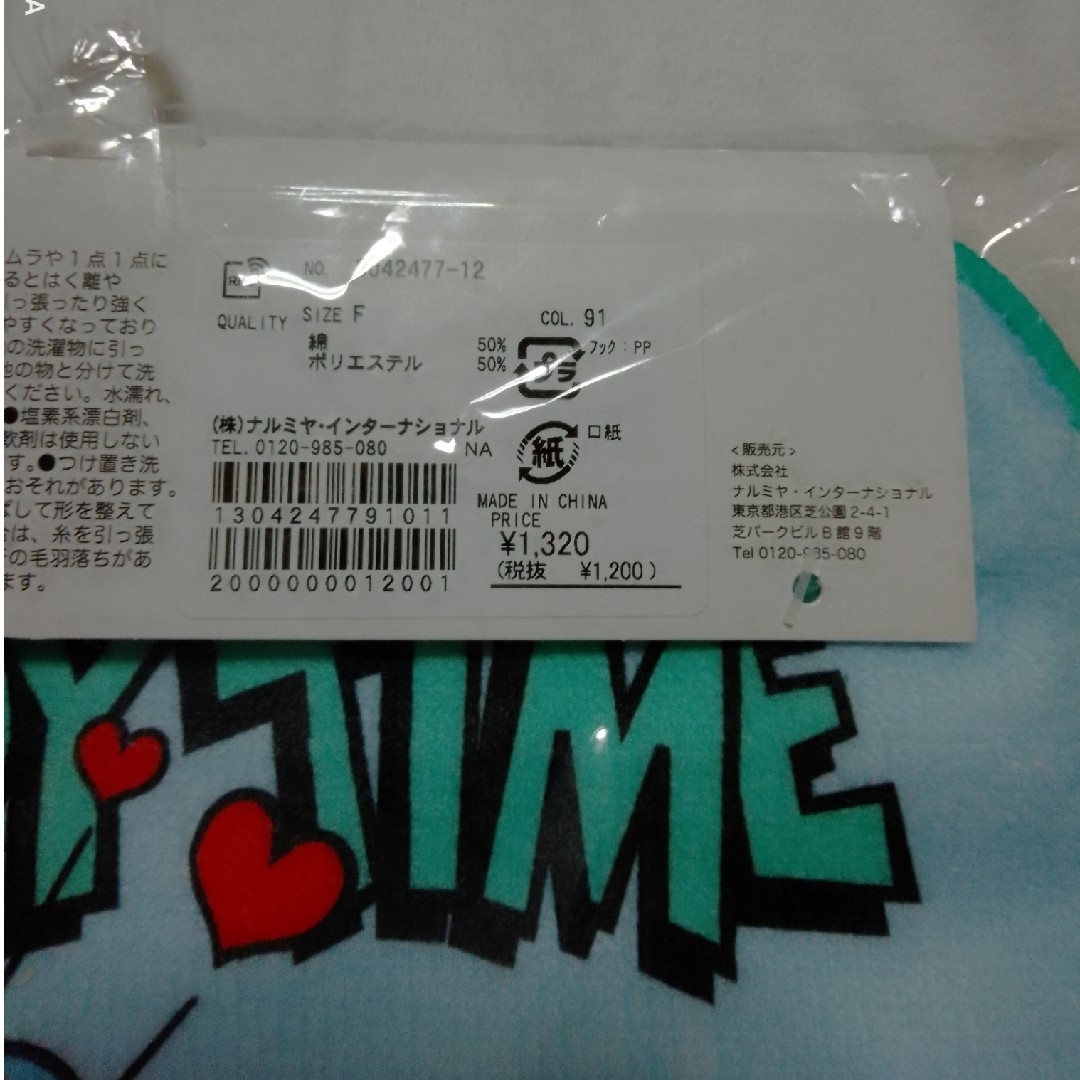 A
ムラや1点1点に
るとはく離や
引っ張ったり強く
やすくなっており
の洗濯物に引っ
他の物と分けて洗
ください。水濡れ、
●塩素系漂白剤、
軟剤は使用しない
す。●つけ置き洗
おそれがあります。
ばして形を整えて
合は、糸を引っ張
の毛羽落ちがあ
ます。
NO. 042477-12
QUALITY SIZE F COL. 91
綿 50%
ポリエステル 50%
プラ フック:PP
(株)ナルミヤ・インターナショナル
TEL. 0120-985-080 NA
紙 口紙
1304247791011
2000000012001
MADE IN CHINA
PRICE
¥1,320
(税抜 ¥1,200)
<販売元>
株式会社
ナルミヤ・インターナショナル
東京都港区芝公園2-4-1
芝パークビルB館9階
Tel 0120-985-080